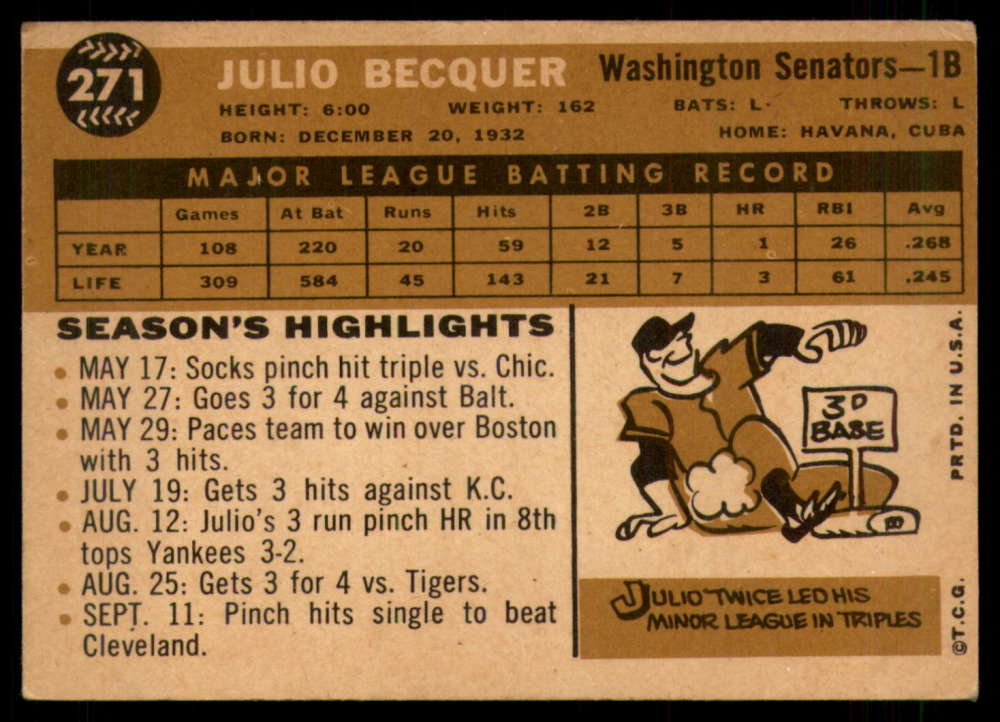 271
JULIO BECQUER Washington Senators—1B
HEIGHT: 6:00 WEIGHT: 162 BATS: L THROWS: L
BORN: DECEMBER 20, 1932 HOME: HAVANA, CUBA
MAJOR LEAGUE BATTING RECORD
Games At Bat Runs Hits 2B 3B HR RBI Avg
YEAR 108 220 20 59 12 5 1 26 .268
LIFE 309 584 45 143 21 7 3 61 .245
SEASON'S HIGHLIGHTS
• MAY 17: Socks pinch hit triple vs. Chic.
• MAY 27: Goes 3 for 4 against Balt.
• MAY 29: Paces team to win over Boston
with 3 hits.
• JULY 19: Gets 3 hits against K.C.
• AUG. 12: Julio's 3 run pinch HR in 8th
tops Yankees 3-2.
• AUG. 25: Gets 3 for 4 vs. Tigers.
• SEPT. 11: Pinch hits single to beat
Cleveland.
3D
BASE
B
JULIO TWICE LED HIS
MINOR LEAGUE IN TRIPLES
PRTD. IN U.S.A.
©T.C.G.